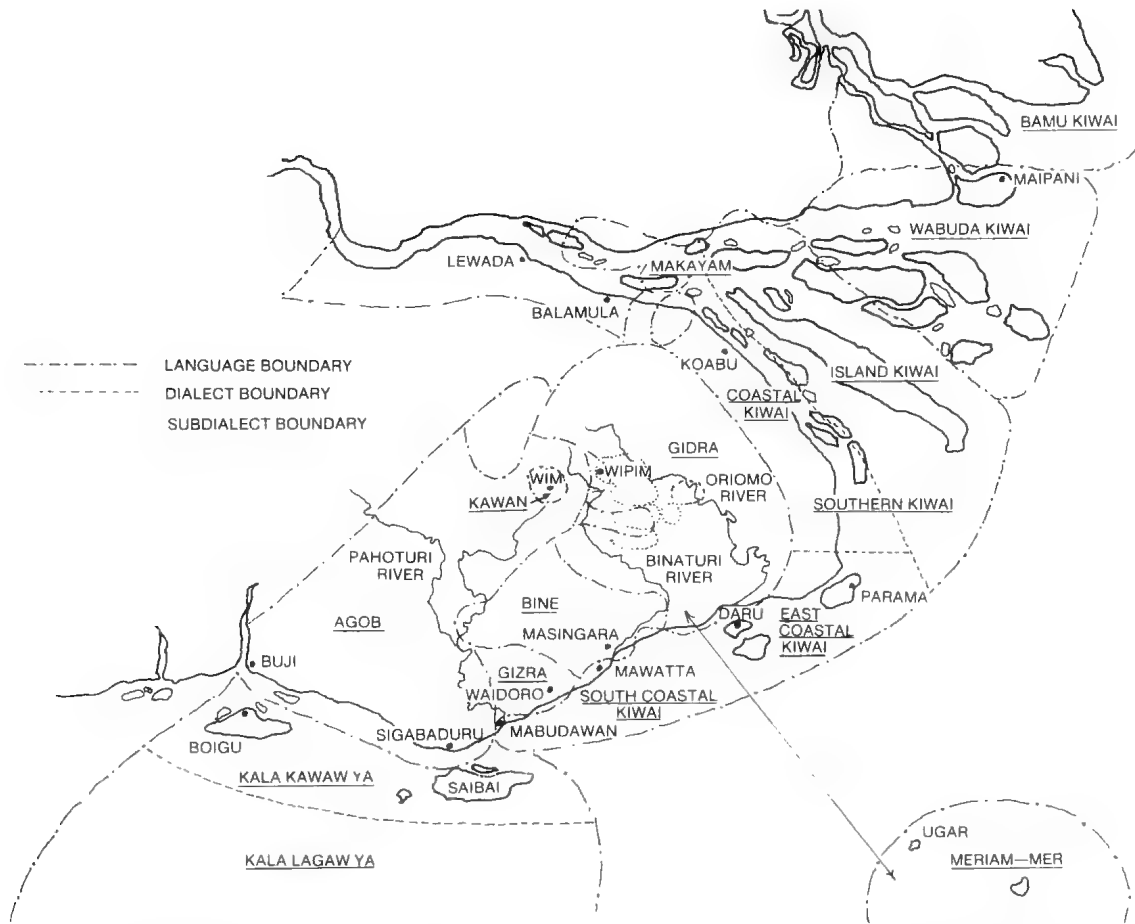 BAMU KIWAI
MAIPANI
WABUDA KIWAI
LEWADA
MAKAYAM
BALAMULA
LANGUAGE BOUNDARY
DIALECT BOUNDARY
SUBDIALECT BOUNDARY
KOABU
ISLAND KIWAI
COASTAL
KIWAI
GIDRA
WIM
WIPIM
ORIOMO
RIVER
KAWAN
SOUTHERN KIWAI
PAHOTURI
RIVER
BINATURI
RIVER
BINE
PARAMA
AGOB
DARU
EAST
COASTAL
KIWAI
MASINGARA
BUJI
GIZRA
MAWATTA
WAIDORO
SOUTH COASTAL
KIWAI
SIGABADURU
MABUDAWAN
BOIGU
KALA KAWAW YA
SAIBAI
UGAR
KALA LAGAW YA
MERIAM—MER